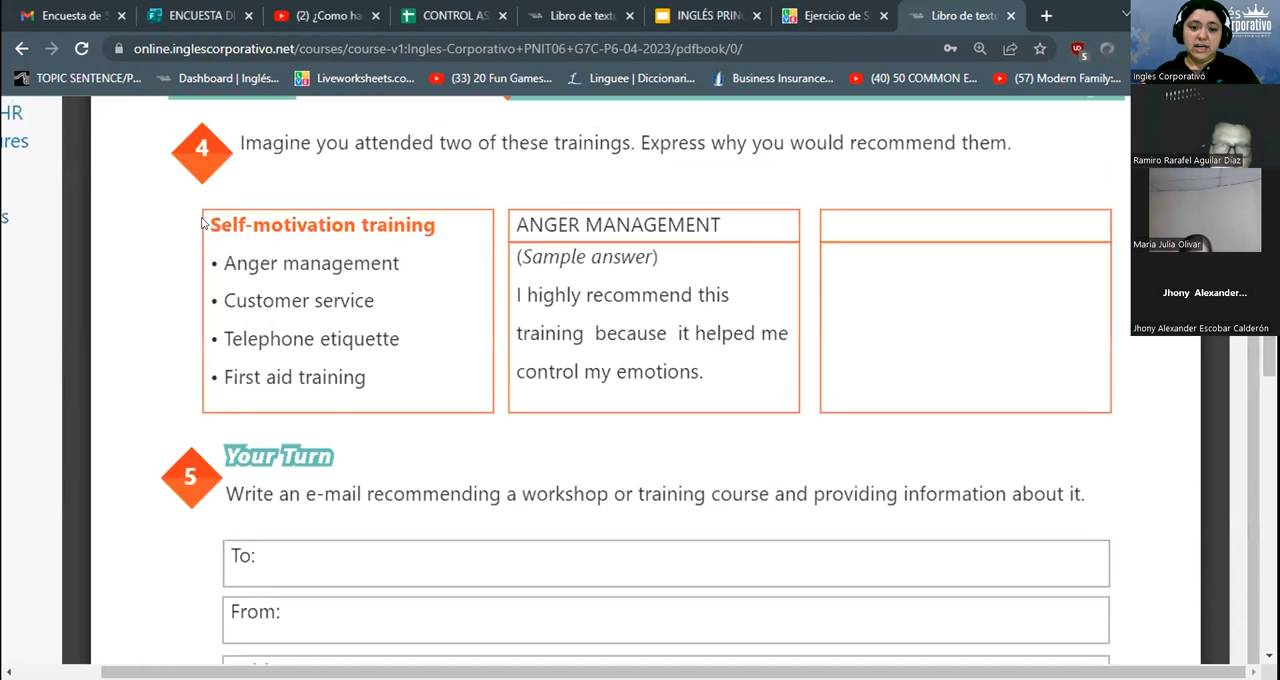 Encuesta de S
ENCUESTA DE
(2) ¿Como ha
CONTROL AS
Libro de text
INGLÉS PRIN
Ejercicio de S
Libro de texto
online.inglescorporativo.net/courses/course-v1:Ingles-Corporativo+PNIT06+G7C-P6-04-2023/pdfbook/0/
TOPIC SENTENCE/P...
Dashboard | Inglés...
Liveworksheets.co...
(33) 20 Fun Games...
Linguee | Diccionari...
Business Insurance...
(40) 50 COMMON E...
(57) Modern Family:...
5
Ingles Corporativo
Ramiro Rarafel Aguilar Díaz
Maria Julia Olivar
Jhony Alexander...
Jhony Alexander Escobar Calderón
HR
ures
s
4
Imagine you attended two of these trainings. Express why you would recommend them.
Self-motivation training
• Anger management
• Customer service
• Telephone etiquette
• First aid training
ANGER MANAGEMENT
(Sample answer)
I highly recommend this
training because it helped me
control my emotions.
5
Your Turn
Write an e-mail recommending a workshop or training course and providing information about it.
To:
From: